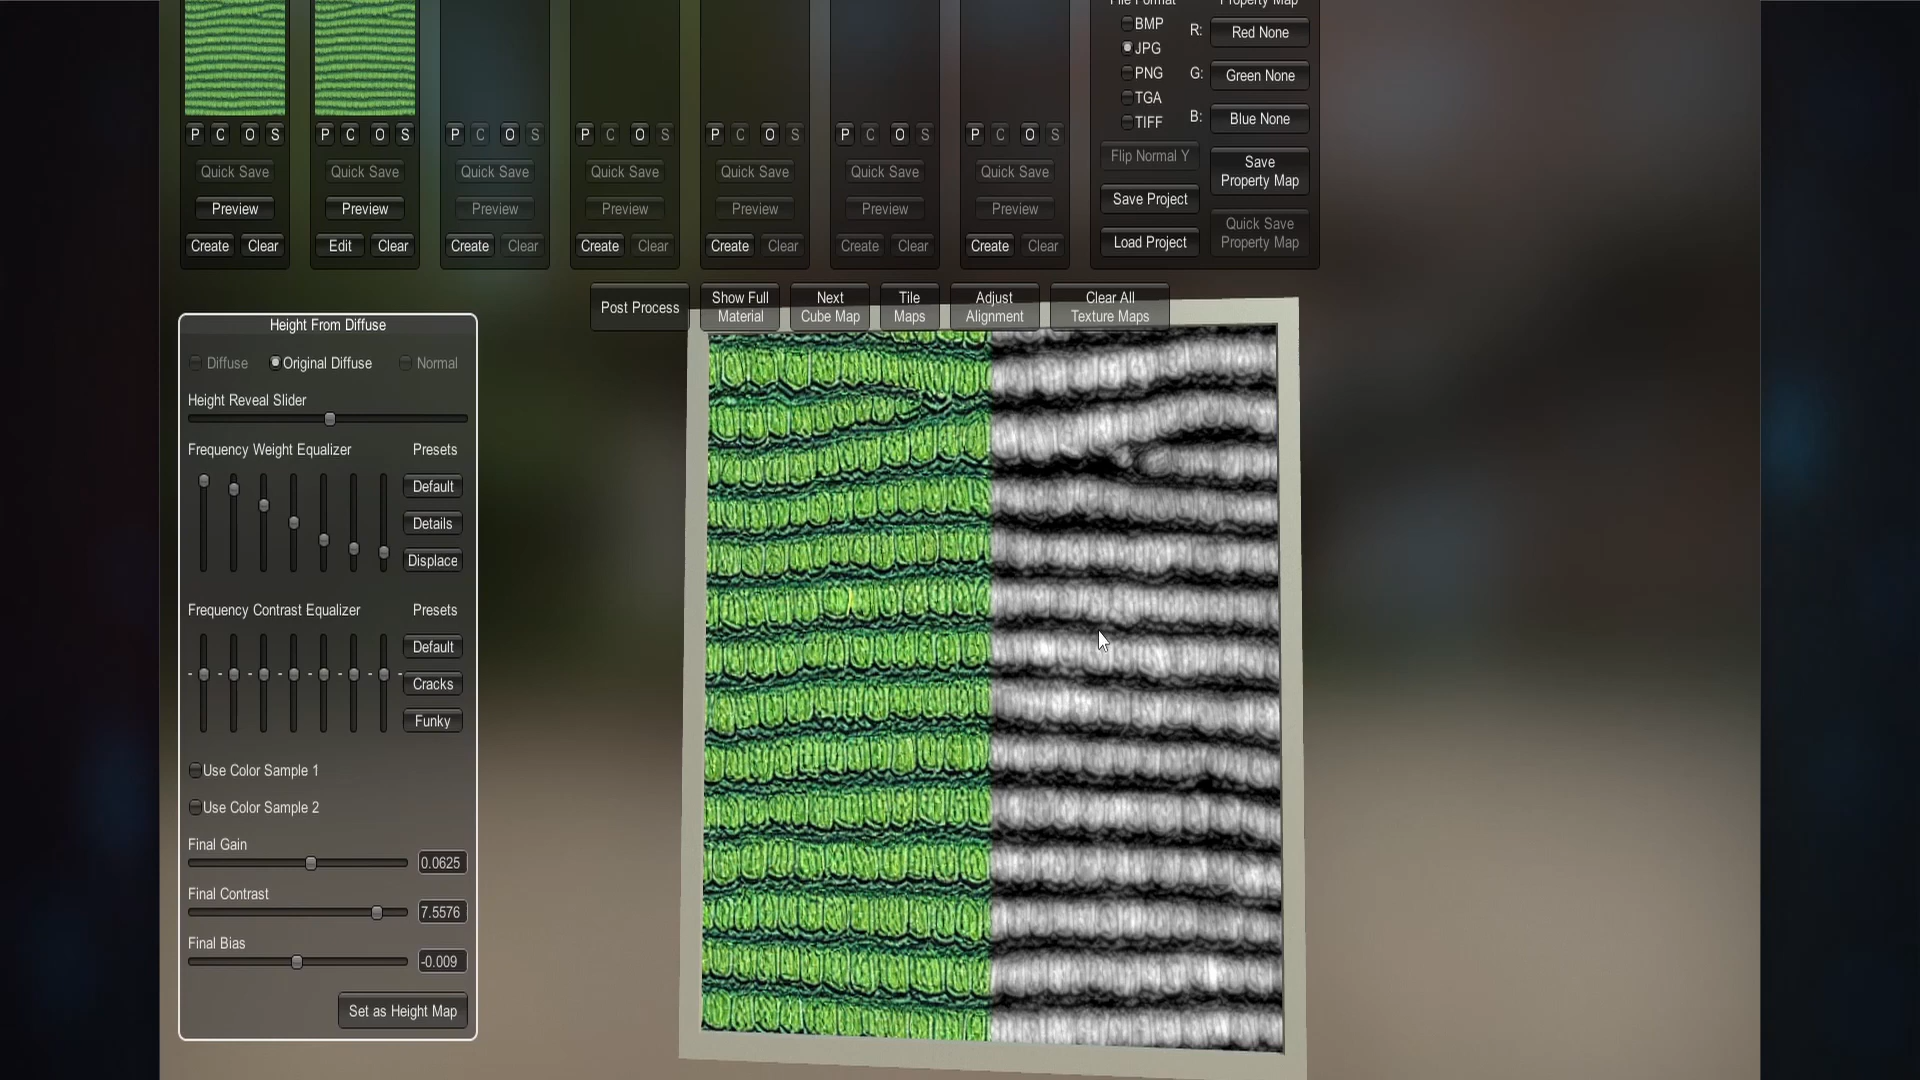 File Format
Property Map
BMP
R:
Red None
JPG
PNG
G:
Green None
TGA
B:
Blue None
TIFF
P C O S
P C O S
P C O S
P C O S
P C O S
P C O S
P C O S
Flip Normal Y
Save
Property Map
Quick Save
Quick Save
Quick Save
Quick Save
Quick Save
Quick Save
Quick Save
Save Project
Preview
Preview
Preview
Preview
Preview
Preview
Preview
Quick Save
Property Map
Create Clear
Edit Clear
Create Clear
Create Clear
Create Clear
Create Clear
Create Clear
Load Project
Post Process
Show Full
Material
Next
Cube Map
Tile
Maps
Adjust
Alignment
Clear All
Texture Maps
Height From Diffuse
Diffuse Original Diffuse Normal
Height Reveal Slider
Frequency Weight Equalizer Presets
Default
Details
Displace
Frequency Contrast Equalizer Presets
Default
Cracks
Funky
Use Color Sample 1
Use Color Sample 2
Final Gain
0.0625
Final Contrast
7.5576
Final Bias
-0.009
Set as Height Map